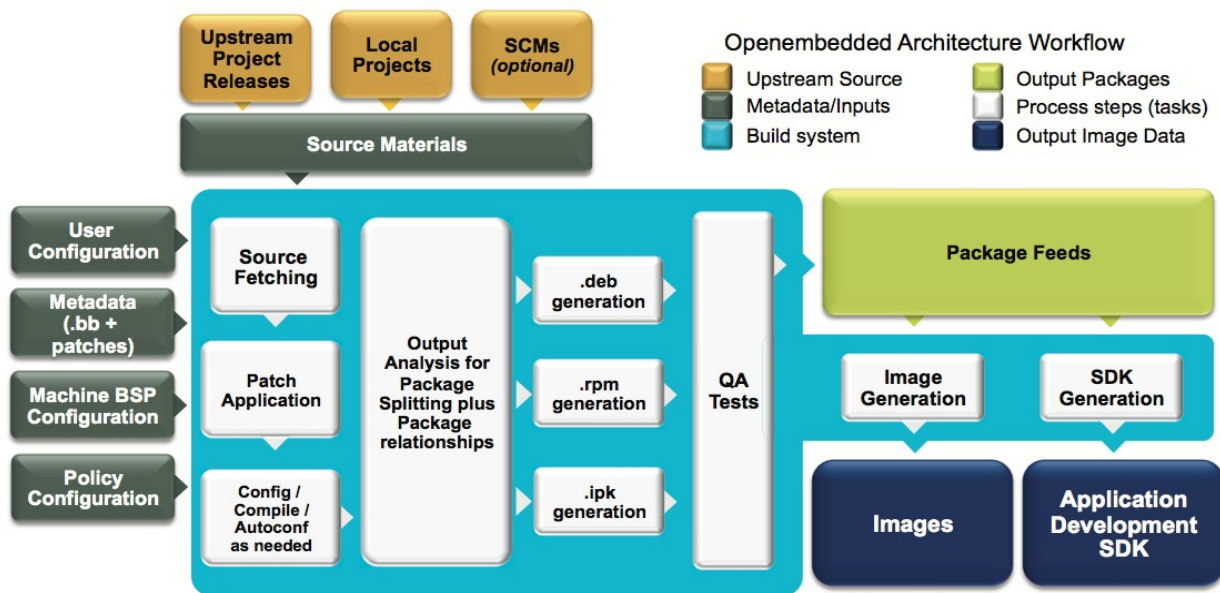 Upstream
Project
Releases
Local
Projects
SCMs
(optional)
Openembedded Architecture Workflow
Upstream Source
Metadata/Inputs
Build system
Output Packages
Process steps (tasks)
Output Image Data
Source Materials
User
Configuration
Metadata
(.bb +
patches)
Machine BSP
Configuration
Policy
Configuration
Source
Fetching
Patch
Application
Config /
Compile /
Autoconf
as needed
Output
Analysis for
Package
Splitting plus
Package
relationships
.deb
generation
.rpm
generation
.ipk
generation
QA
Tests
Package Feeds
Image
Generation
SDK
Generation
Images
Application
Development
SDK